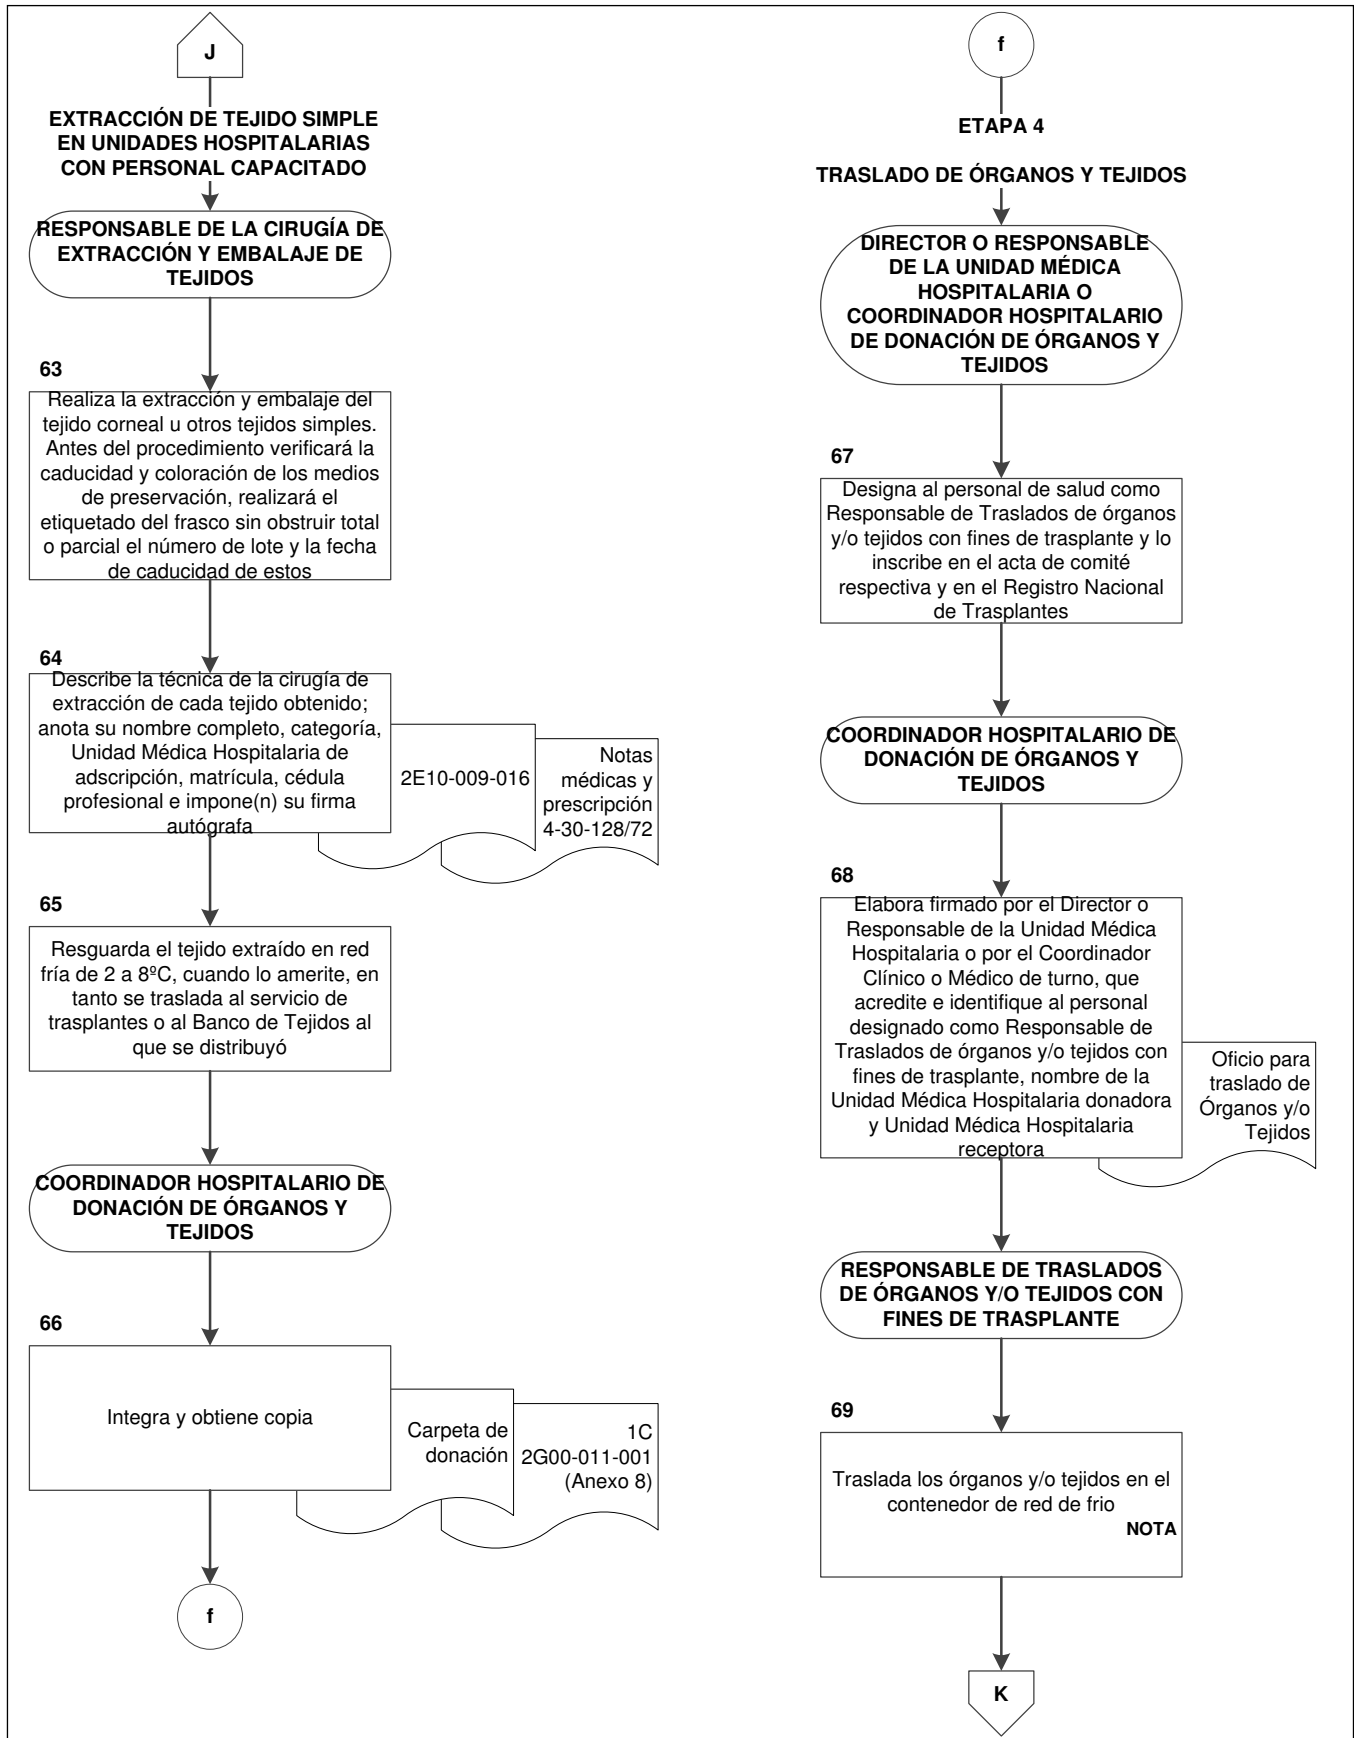 J
EXTRACCIÓN DE TEJIDO SIMPLE
EN UNIDADES HOSPITALARIAS
CON PERSONAL CAPACITADO
RESPONSABLE DE LA CIRUGÍA DE
EXTRACCIÓN Y EMBALAJE DE
TEJIDOS
63
Realiza la extracción y embalaje del
tejido corneal u otros tejidos simples.
Antes del procedimiento verificará la
caducidad y coloración de los medios
de preservación, realizará el
etiquetado del frasco sin obstruir total
o parcial el número de lote y la fecha
de caducidad de estos
64
Describe la técnica de la cirugía de
extracción de cada tejido obtenido;
anota su nombre completo, categoría,
Unidad Médica Hospitalaria de
adscripción, matrícula, cédula
profesional e impone(n) su firma
autógrafa
2E10-009-016
Notas
médicas y
prescripción
4-30-128/72
65
Resguarda el tejido extraído en red
fría de 2 a 8ºC, cuando lo amerite, en
tanto se traslada al servicio de
trasplantes o al Banco de Tejidos al
que se distribuyó
COORDINADOR HOSPITALARIO DE
DONACIÓN DE ÓRGANOS Y
TEJIDOS
66
Integra y obtiene copia
Carpeta de
donación
1C
2G00-011-001
(Anexo 8)
f
f
ETAPA 4
TRASLADO DE ÓRGANOS Y TEJIDOS
DIRECTOR O RESPONSABLE
DE LA UNIDAD MÉDICA
HOSPITALARIA O
COORDINADOR HOSPITALARIO
DE DONACIÓN DE ÓRGANOS Y
TEJIDOS
67
Designa al personal de salud como
Responsable de Traslados de órganos
y/o tejidos con fines de trasplante y lo
inscribe en el acta de comité
respectiva y en el Registro Nacional
de Trasplantes
COORDINADOR HOSPITALARIO DE
DONACIÓN DE ÓRGANOS Y
TEJIDOS
68
Elabora firmado por el Director o
Responsable de la Unidad Médica
Hospitalaria o por el Coordinador
Clínico o Médico de turno, que
acredite e identifique al personal
designado como Responsable de
Traslados de órganos y/o tejidos con
fines de trasplante, nombre de la
Unidad Médica Hospitalaria donadora
y Unidad Médica Hospitalaria
receptora
Oficio para
traslado de
Órganos y/o
Tejidos
RESPONSABLE DE TRASLADOS
DE ÓRGANOS Y/O TEJIDOS CON
FINES DE TRASPLANTE
69
Traslada los órganos y/o tejidos en el
contenedor de red de frio
NOTA
K